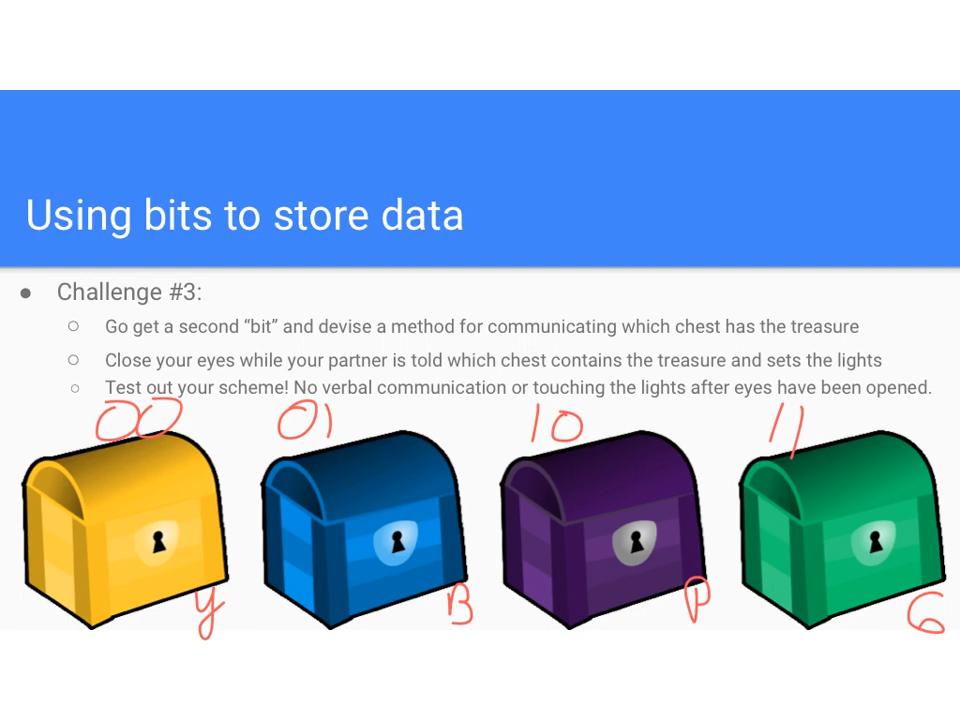 Using bits to store data
● Challenge #3:
○ Go get a second “bit” and devise a method for communicating which chest has the treasure
○ Close your eyes while your partner is told which chest contains the treasure and sets the lights
○ Test out your scheme! No verbal communication or touching the lights after eyes have been opened.
00 01 10 11
Y B P G